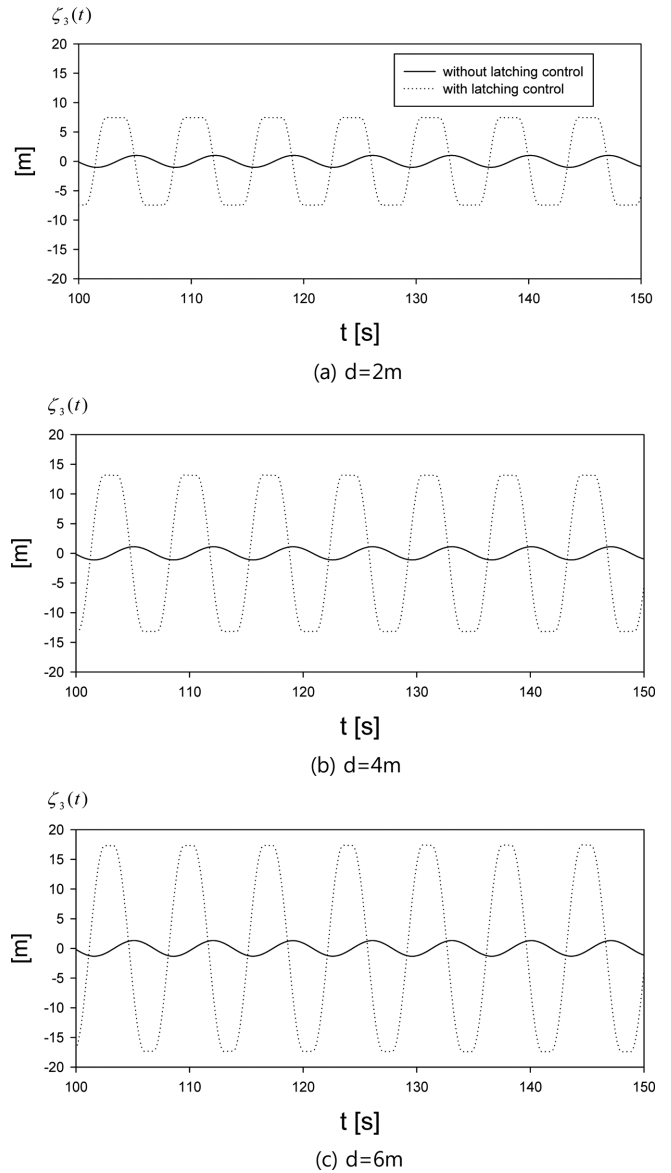 ζ₃(t)
20
15
10
5
0
-5
-10
-15
-20
[m]
without latching control
with latching control
100 110 120 130 140 150
t [s]
(a) d=2m
ζ₃(t)
20
15
10
5
0
-5
-10
-15
-20
[m]
100 110 120 130 140 150
t [s]
(b) d=4m
ζ₃(t)
20
15
10
5
0
-5
-10
-15
-20
[m]
100 110 120 130 140 150
t [s]
(c) d=6m